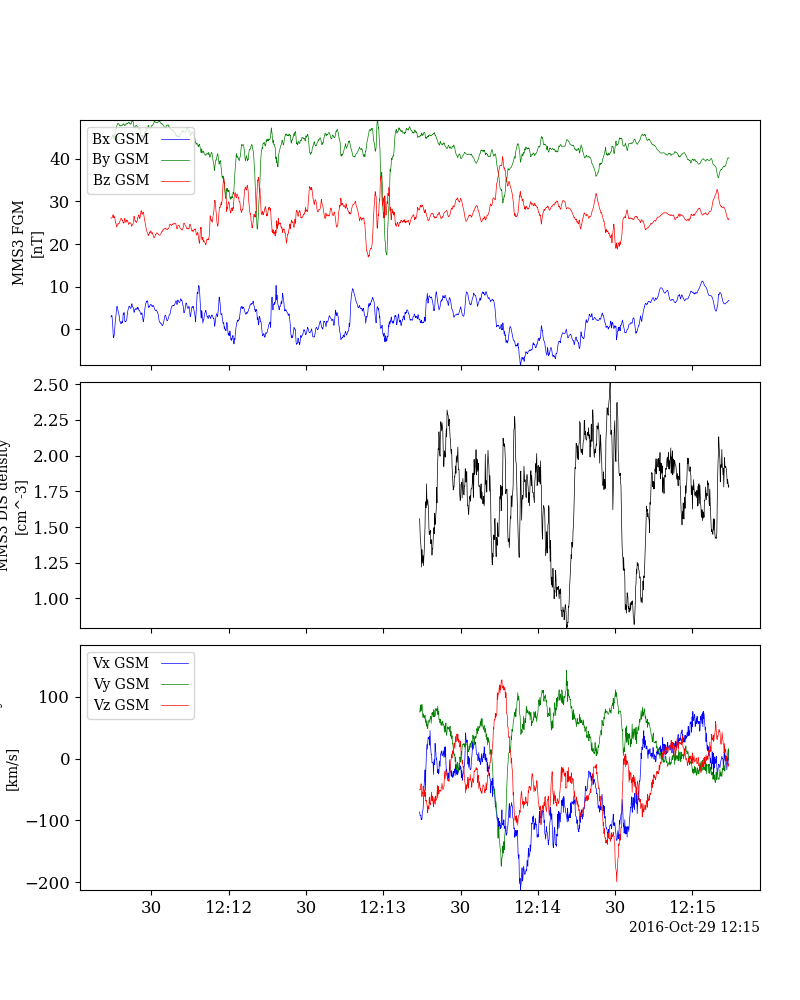 MMS3 FGM
[nT]
40
30
20
10
0
Bx GSM
By GSM
Bz GSM
MMS3 DIS density
[cm^-3]
2.50
2.25
2.00
1.75
1.50
1.25
1.00
[km/s]
100
0
−100
−200
Vx GSM
Vy GSM
Vz GSM
30
12:12
30
12:13
30
12:14
30
12:15
2016-Oct-29 12:15